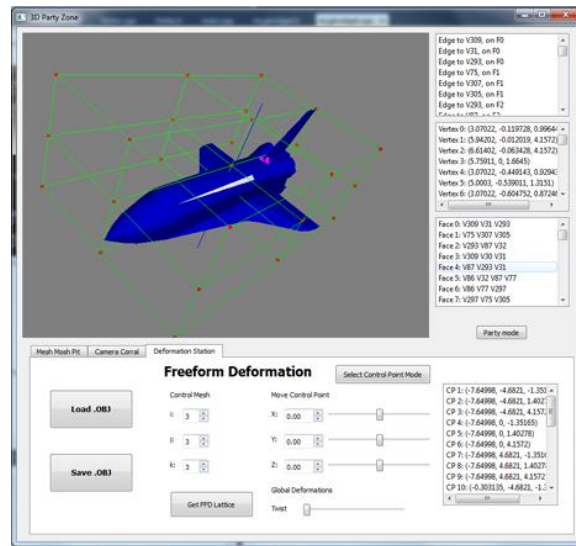 3D Party Zone
Edge to V309, on F0
Edge to V31, on F0
Edge to V293, on F0
Edge to V75, on F1
Edge to V307, on F1
Edge to V305, on F1
Edge to V293, on F2
Vertex 0: (3.07022, -0.119728, 0.9964
Vertex 1: (5.94202, -0.012019, 4.1572)
Vertex 2: (6.61402, -0.063428, 4.1572)
Vertex 3: (5.75911, 0, 1.6645)
Vertex 4: (3.07022, -0.449143, 0.9294
Vertex 5: (5.0003, -0.539011, 1.3151)
Vertex 6: (3.07022, -0.604752, 0.8724
Face 0: V309 V31 V293
Face 1: V75 V307 V305
Face 2: V293 V87 V32
Face 3: V309 V30 V31
Face 4: V87 V293 V31
Face 5: V86 V32 V87 V77
Face 6: V86 V77 V297
Face 7: V297 V75 V305
Party mode
Mesh Mosh Pit
Camera Corral
Deformation Station
Freeform Deformation
Select Control Point Mode
Load .OBJ
Save .OBJ
Control Mesh
i: 3
j: 3
k: 3
Get FFD Lattice
Move Control Point
X: 0.00
Y: 0.00
Z: 0.00
Global Deformations
Twist
CP 1: (-7.64998, -4.6821, -1.351
CP 2: (-7.64998, -4.6821, 1.402
CP 3: (-7.64998, -4.6821, 4.157
CP 4: (-7.64998, 0, -1.35165)
CP 5: (-7.64998, 0, 1.40278)
CP 6: (-7.64998, 0, 4.1572)
CP 7: (-7.64998, 4.6821, -1.351
CP 8: (-7.64998, 4.6821, 1.4027
CP 9: (-7.64998, 4.6821, 4.1572
CP 10: (-0.303135, -4.6821, -1.